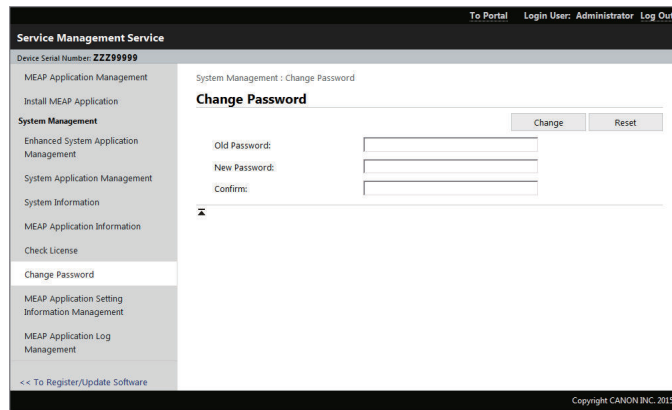 To Portal Login User: Administrator Log Out
Service Management Service
Device Serial Number: ZZZ99999
MEAP Application Management
Install MEAP Application
System Management
Enhanced System Application
Management
System Application Management
System Information
MEAP Application Information
Check License
Change Password
MEAP Application Setting
Information Management
MEAP Application Log
Management
<< To Register/Update Software
System Management : Change Password
Change Password
Change Reset
Old Password:
New Password:
Confirm:
Copyright CANON INC. 2013